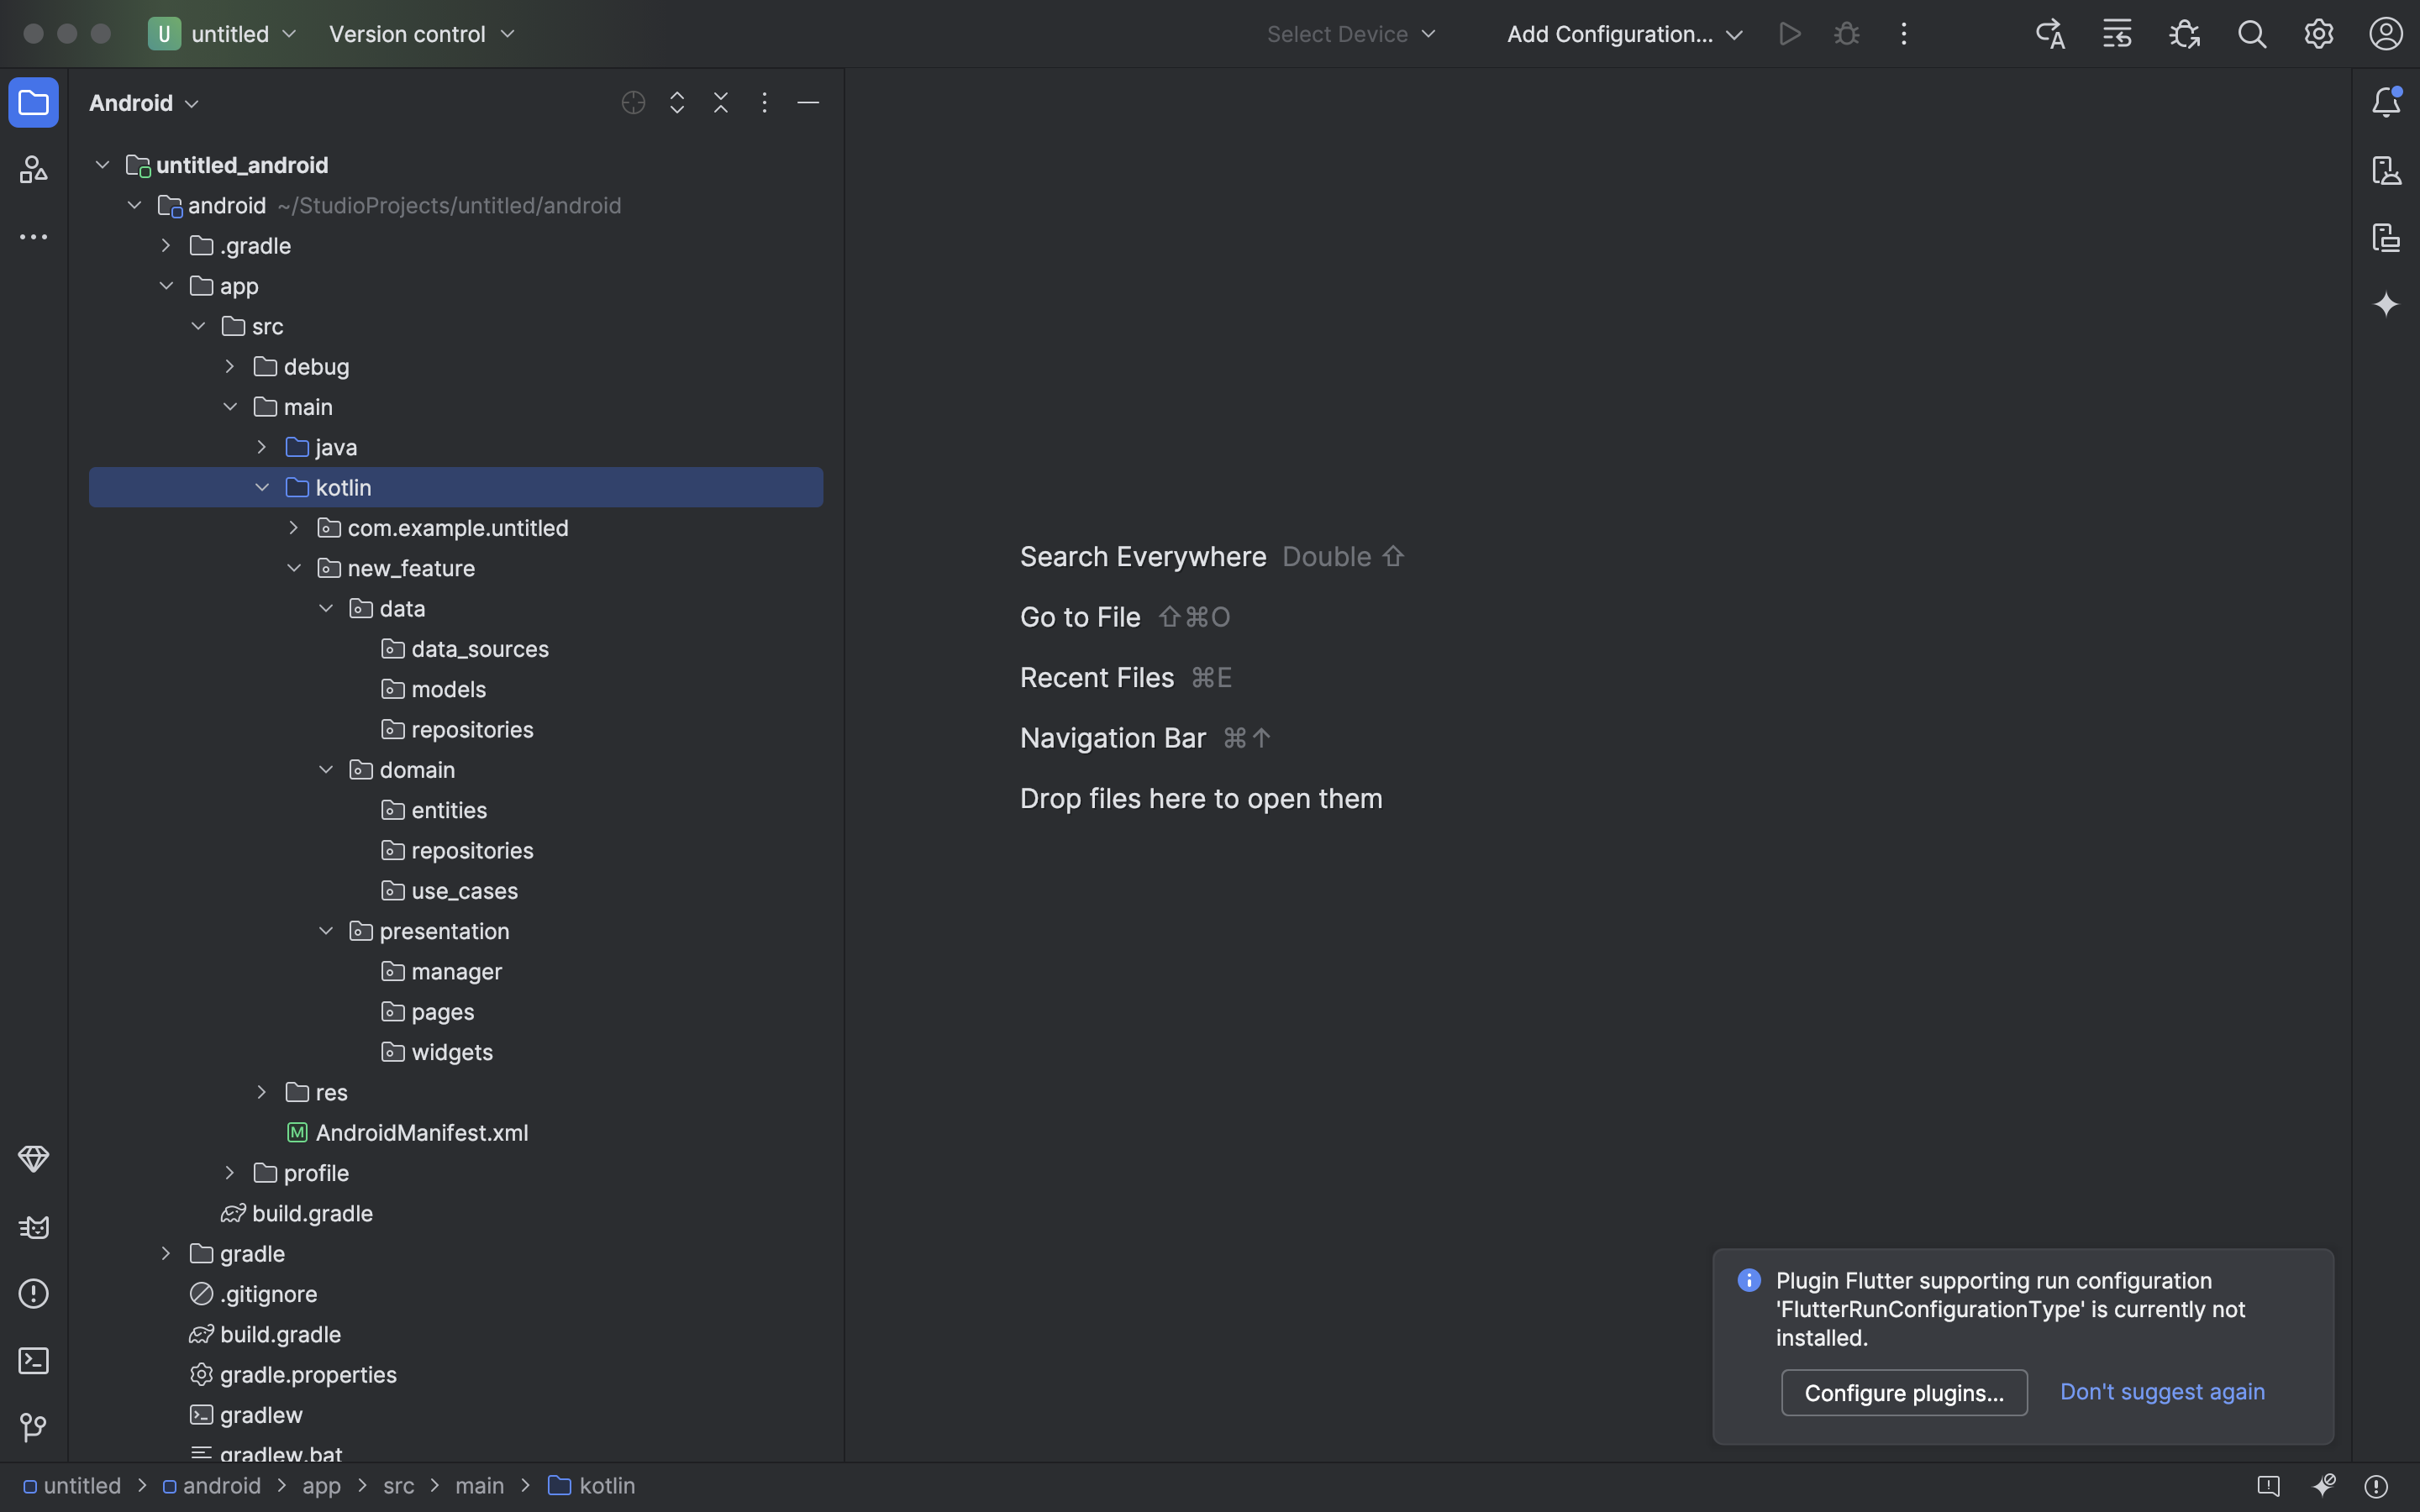 U untitled Version control Select Device Add Configuration...
Android
untitled_android
android ~/StudioProjects/untitled/android
.gradle
app
src
debug
main
java
kotlin
com.example.untitled
new_feature
data
data_sources
models
repositories
domain
entities
repositories
use_cases
presentation
manager
pages
widgets
res
AndroidManifest.xml
profile
build.gradle
gradle
.gitignore
build.gradle
gradle.properties
gradlew
gradlew.bat
Search Everywhere Double ⇧
Go to File ⇧⌘O
Recent Files ⌘E
Navigation Bar ⌘↑
Drop files here to open them
Plugin Flutter supporting run configuration
'FlutterRunConfigurationType' is currently not
installed.
Configure plugins... Don't suggest again
untitled > android > app > src > main > kotlin